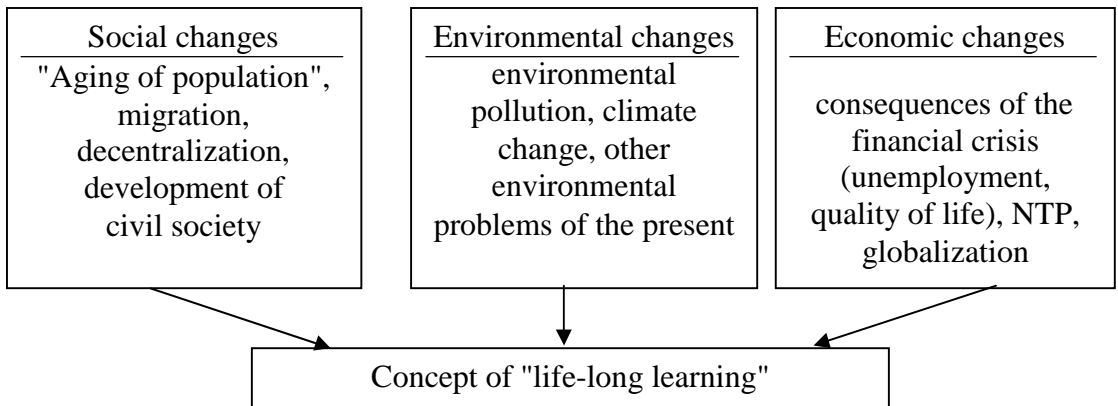 Social changes
"Aging of population",
migration,
decentralization,
development of
civil society
Environmental changes
environmental
pollution, climate
change, other
environmental
problems of the present
Economic changes
consequences of the
financial crisis
(unemployment,
quality of life), NTP,
globalization
Concept of "life-long learning"